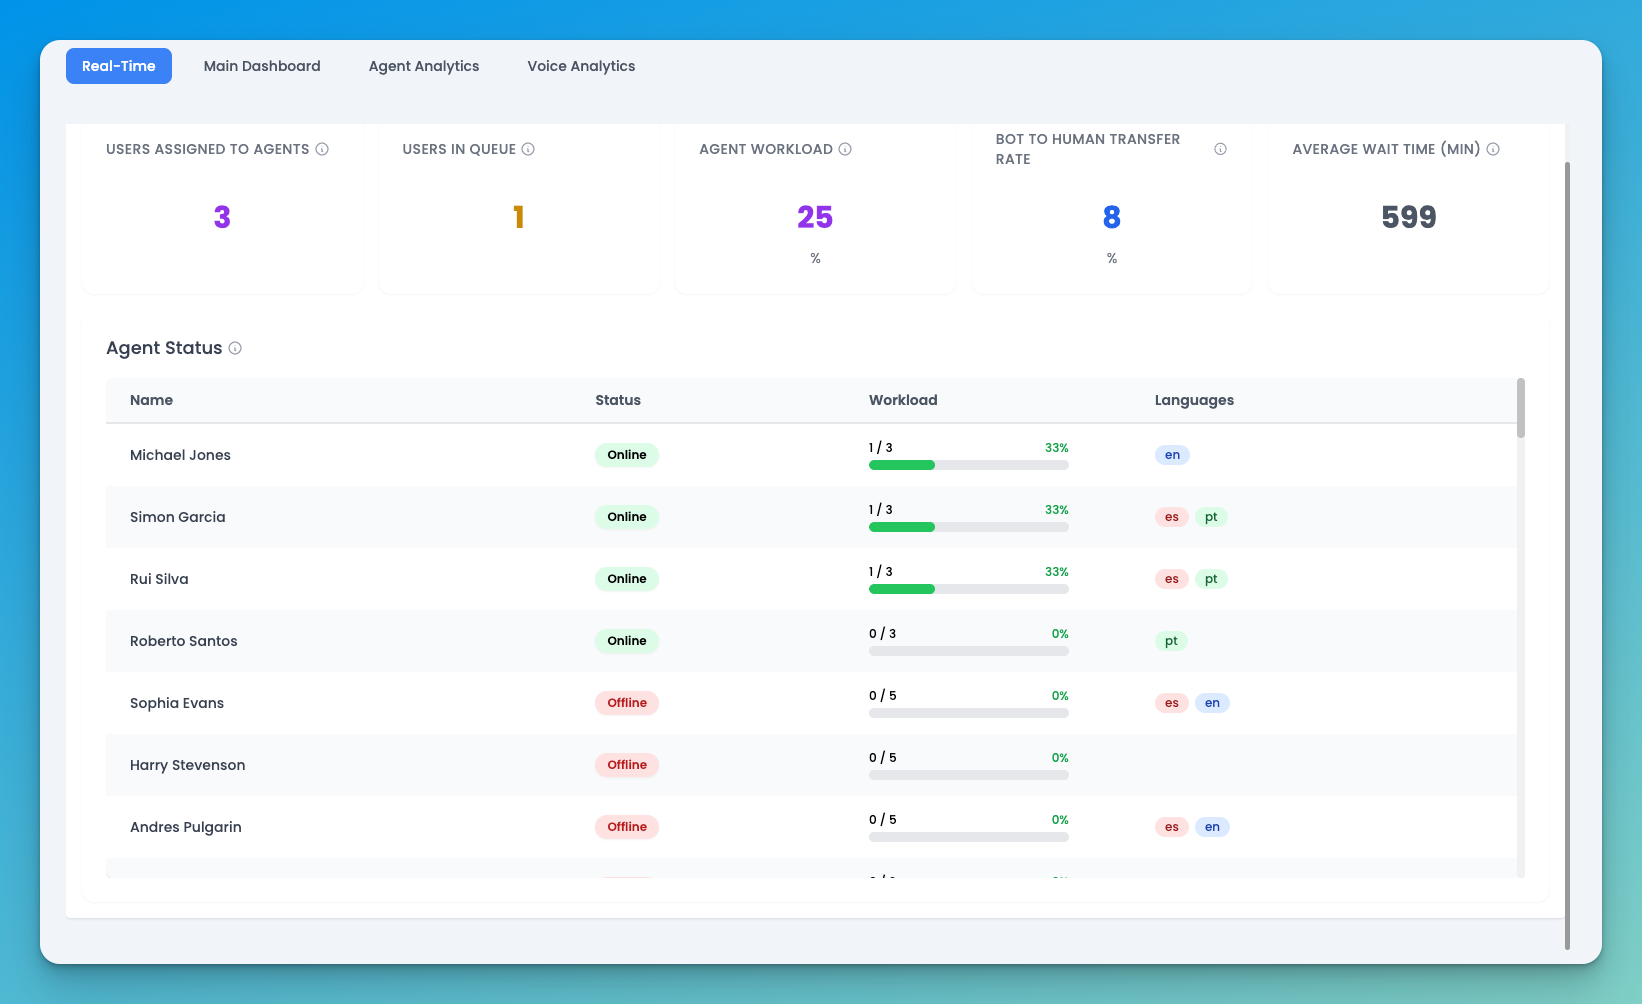 Real-Time Main Dashboard Agent Analytics Voice Analytics
USERS ASSIGNED TO AGENTS
3
USERS IN QUEUE
1
AGENT WORKLOAD
25
%
BOT TO HUMAN TRANSFER
RATE
8
%
AVERAGE WAIT TIME (MIN)
599
Agent Status
Name Status Workload Languages
Michael Jones Online 1 / 3 33% en
Simon Garcia Online 1 / 3 33% es pt
Rui Silva Online 1 / 3 33% es pt
Roberto Santos Online 0 / 3 0% pt
Sophia Evans Offline 0 / 5 0% es en
Harry Stevenson Offline 0 / 5 0%
Andres Pulgarin Offline 0 / 5 0% es en